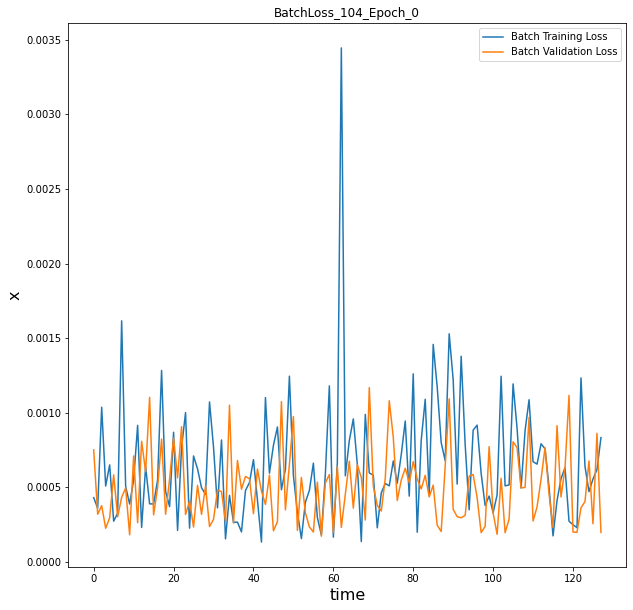 BatchLoss_104_Epoch_0
Batch Training Loss
Batch Validation Loss
0.0035
0.0030
0.0025
0.0020
0.0015
0.0010
0.0005
0.0000
x
0 20 40 60 80 100 120
time